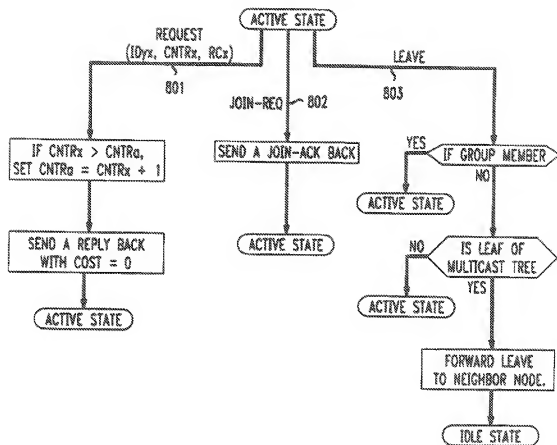 ACTIVE STATE
REQUEST
(IDyx, CNTRx, RCx)
801
IF CNTRx > CNTRa,
SET CNTRa = CNTRx + 1
SEND A REPLY BACK
WITH COST = 0
ACTIVE STATE
JOIN-REQ
802
SEND A JOIN-ACK BACK
ACTIVE STATE
LEAVE
803
IF GROUP MEMBER
YES
ACTIVE STATE
NO
IS LEAF OF
MULTICAST TREE
NO
ACTIVE STATE
YES
FORWARD LEAVE
TO NEIGHBOR NODE.
IDLE STATE